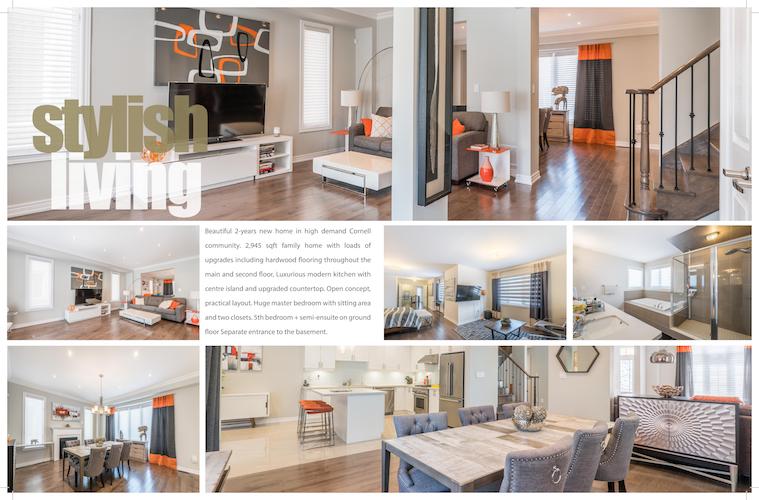 stylish
living
Beautiful 2-years new home in high demand Cornell
community. 2,945 sqft family home with loads of
upgrades including hardwood flooring throughout the
main and second floor, Luxurious modern kitchen with
centre island and upgraded countertop. Open concept,
practical layout. Huge master bedroom with sitting area
and two closets. 5th bedroom + semi-ensuite on ground
floor Separate entrance to the basement.